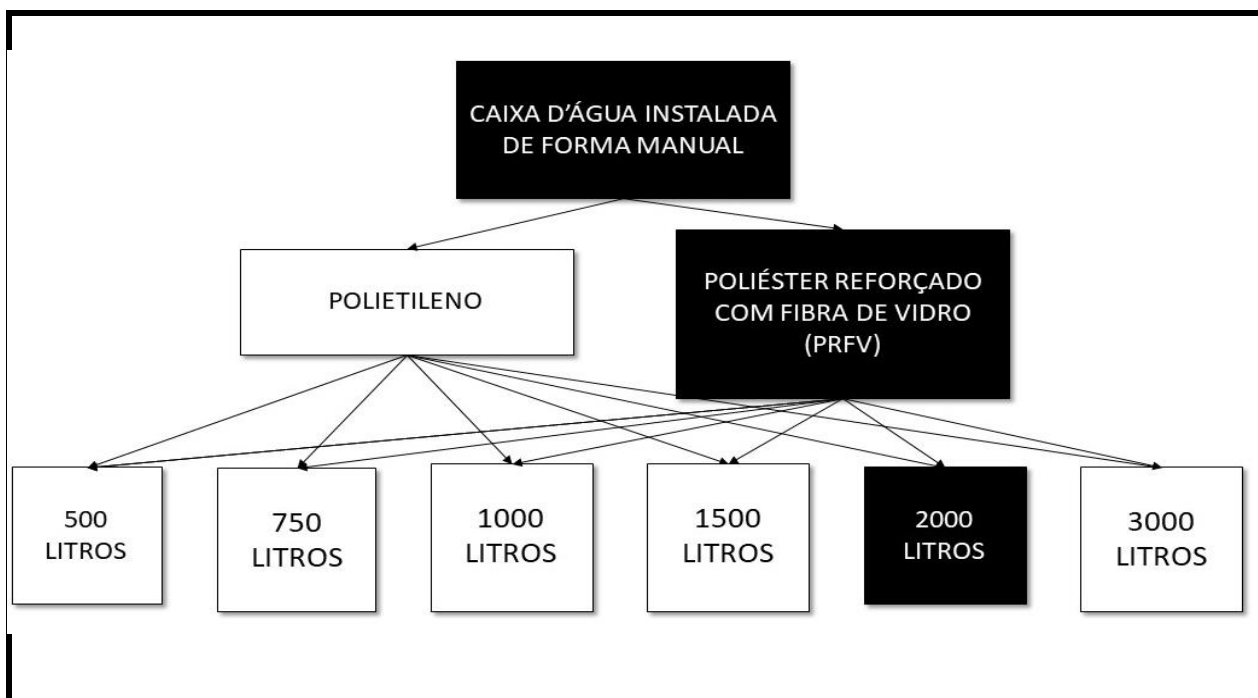 CAIXA D’ÁGUA INSTALADA
DE FORMA MANUAL
POLIETILENO
POLIÉSTER REFORÇADO
COM FIBRA DE VIDRO
(PRFV)
500
LITROS
750
LITROS
1000
LITROS
1500
LITROS
2000
LITROS
3000
LITROS